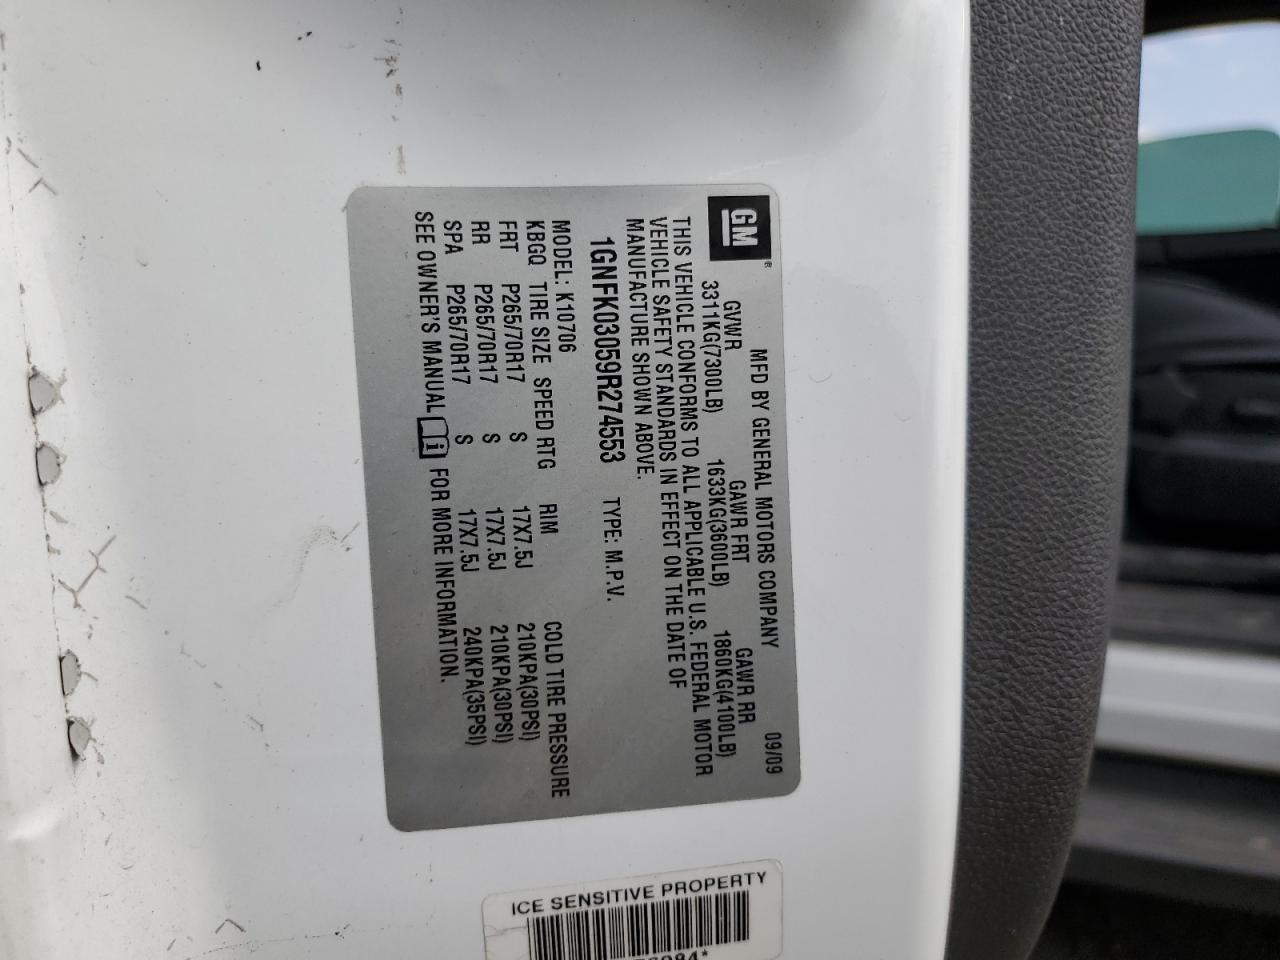 GM®
MFD BY GENERAL MOTORS COMPANY 09/09
GVWR GAWR FRT GAWR RR
3311KG(7300LB) 1633KG(3600LB) 1860KG(4100LB)
THIS VEHICLE CONFORMS TO ALL APPLICABLE U.S. FEDERAL MOTOR
VEHICLE SAFETY STANDARDS IN EFFECT ON THE DATE OF
MANUFACTURE SHOWN ABOVE.
1GNFK03059R274553 TYPE: M.P.V.
MODEL: K10706
KBGQ TIRE SIZE SPEED RTG RIM COLD TIRE PRESSURE
FRT P265/70R17 S 17X7.5J 210KPA(30PSI)
RR P265/70R17 S 17X7.5J 210KPA(30PSI)
SPA P265/70R17 S 17X7.5J 240KPA(35PSI)
SEE OWNER'S MANUAL i FOR MORE INFORMATION.
ICE SENSITIVE PROPERTY